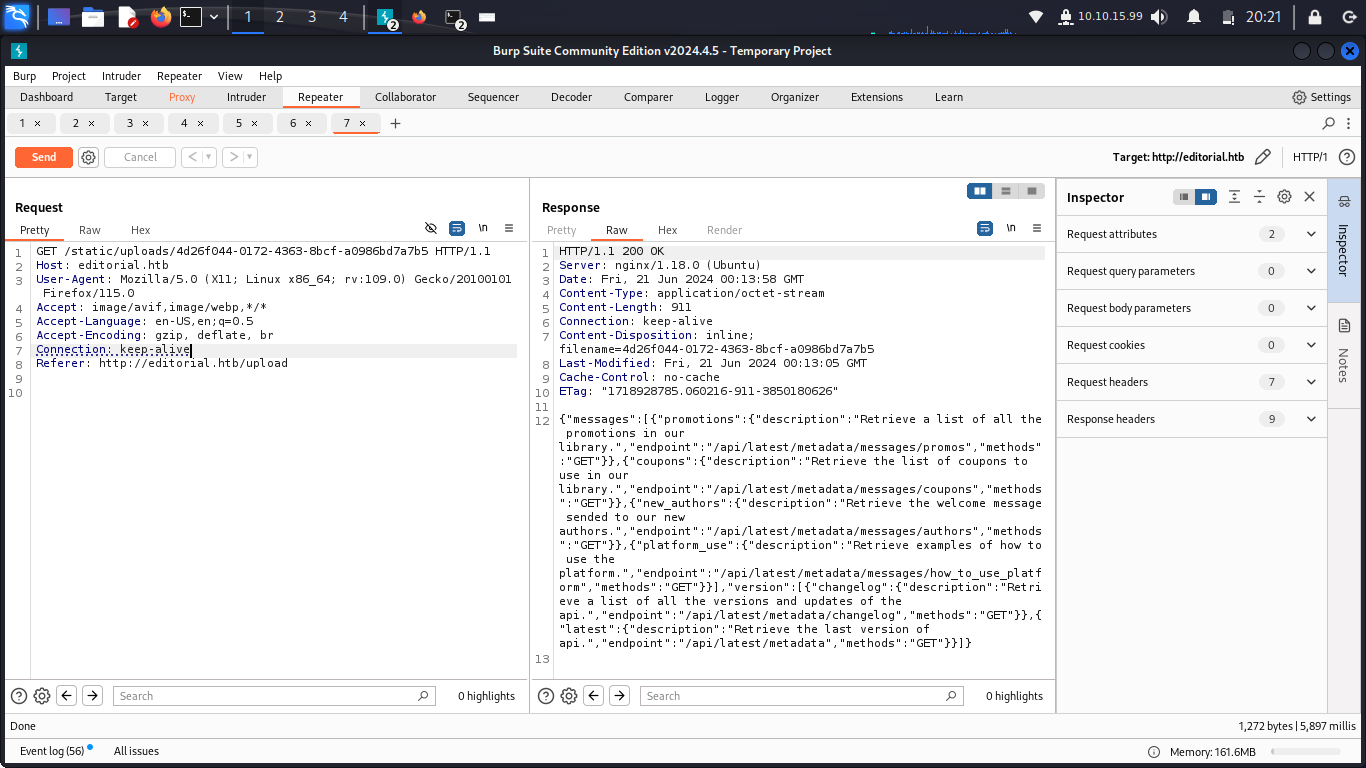 1 2 3 4 2 2 10.10.15.99 20:21
Burp Suite Community Edition v2024.4.5 - Temporary Project
Burp Project Intruder Repeater View Help
Dashboard Target Proxy Intruder Repeater Collaborator Sequencer Decoder Comparer Logger Organizer Extensions Learn Settings
1 × 2 × 3 × 4 × 5 × 6 × 7 × +
Send Cancel < > Target: http://editorial.htb HTTP/1
Request
Pretty Raw Hex \n
1 GET /static/uploads/4d26f044-0172-4363-8bcf-a0986bd7a7b5 HTTP/1.1
2 Host: editorial.htb
3 User-Agent: Mozilla/5.0 (X11; Linux x86_64; rv:109.0) Gecko/20100101
Firefox/115.0
4 Accept: image/avif,image/webp,*/*
5 Accept-Language: en-US,en;q=0.5
6 Accept-Encoding: gzip, deflate, br
7 Connection: keep-alive
8 Referer: http://editorial.htb/upload
9
10
Search 0 highlights
Response
Pretty Raw Hex Render \n
1 HTTP/1.1 200 OK
2 Server: nginx/1.18.0 (Ubuntu)
3 Date: Fri, 21 Jun 2024 00:13:58 GMT
4 Content-Type: application/octet-stream
5 Content-Length: 911
6 Connection: keep-alive
7 Content-Disposition: inline;
filename=4d26f044-0172-4363-8bcf-a0986bd7a7b5
8 Last-Modified: Fri, 21 Jun 2024 00:13:05 GMT
9 Cache-Control: no-cache
10 ETag: "1718928785.060216-911-3850180626"
11
12 {"messages":[{"promotions":{"description":"Retrieve a list of all the
promotions in our
library.","endpoint":"/api/latest/metadata/messages/promos","methods"
:"GET"}},{"coupons":{"description":"Retrieve the list of coupons to
use in our
library.","endpoint":"/api/latest/metadata/messages/coupons","methods
":"GET"}},{"new_authors":{"description":"Retrieve the welcome message
sended to our new
authors.","endpoint":"/api/latest/metadata/messages/authors","methods
":"GET"}},{"platform_use":{"description":"Retrieve examples of how to
use the
platform.","endpoint":"/api/latest/metadata/messages/how_to_use_platf
orm","methods":"GET"}}],"version":[{"changelog":{"description":"Retri
eve a list of all the versions and updates of the
api.","endpoint":"/api/latest/metadata/changelog","methods":"GET"}},{
"latest":{"description":"Retrieve the last version of
api.","endpoint":"/api/latest/metadata","methods":"GET"}}]}
13
Search 0 highlights
Inspector
Request attributes 2
Request query parameters 0
Request body parameters 0
Request cookies 0
Request headers 7
Response headers 9
Inspector
Notes
Done 1,272 bytes | 5,897 millis
Event log (56) All issues Memory: 161.6MB